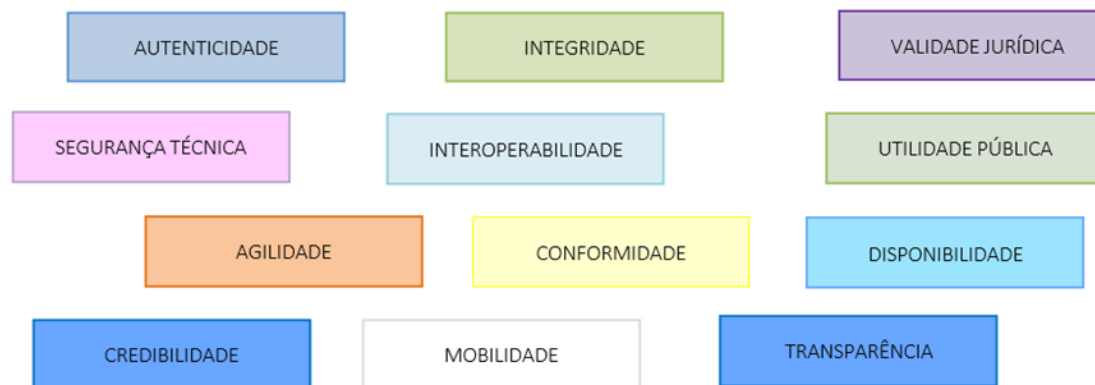 AUTENTICIDADE
INTEGRIDADE
VALIDADE JURÍDICA
SEGURANÇA TÉCNICA
INTEROPERABILIDADE
UTILIDADE PÚBLICA
AGILIDADE
CONFORMIDADE
DISPONIBILIDADE
CREDIBILIDADE
MOBILIDADE
TRANSPARÊNCIA